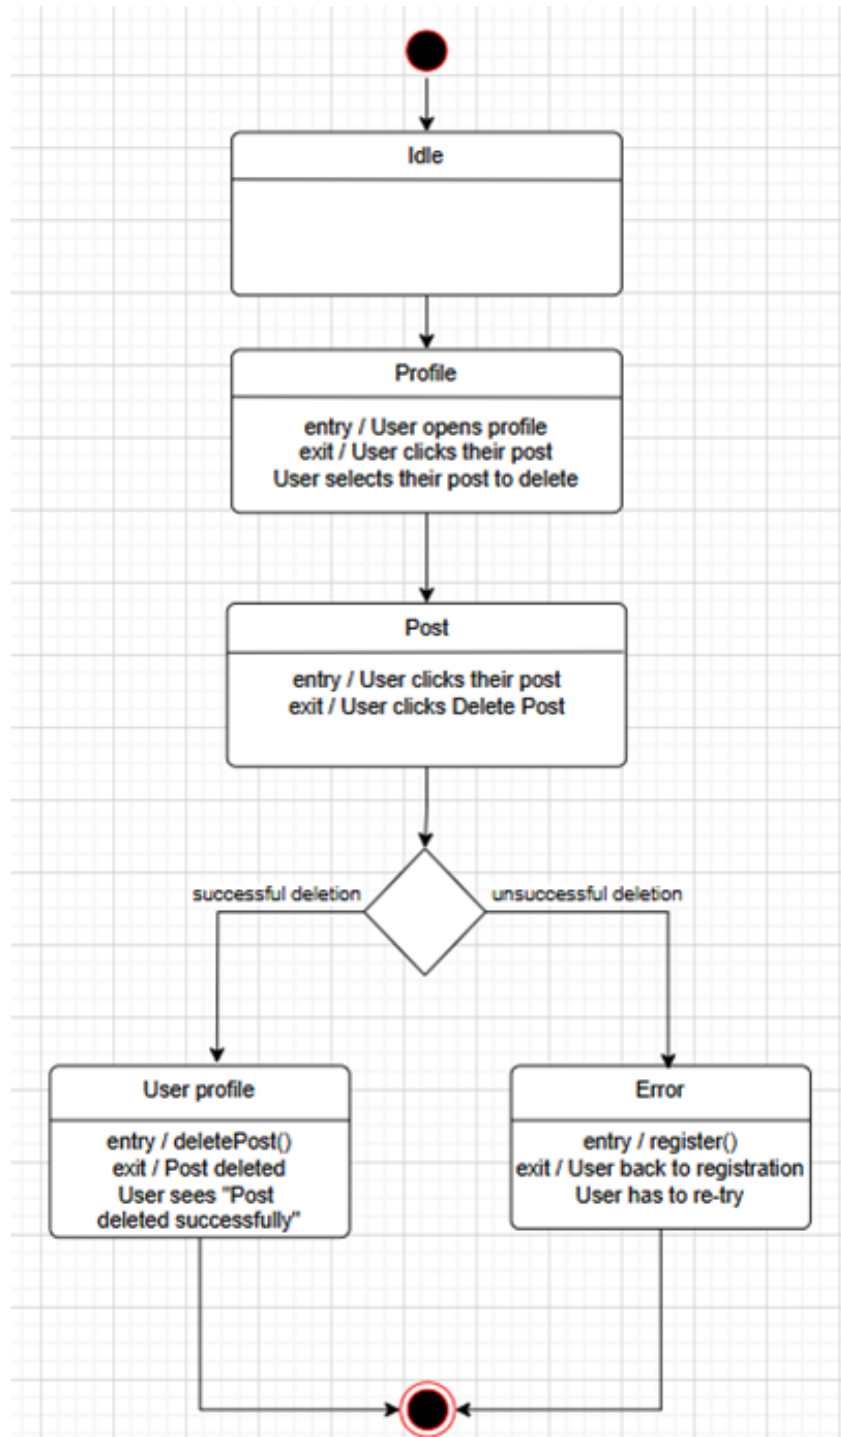 Idle
Profile
entry / User opens profile
exit / User clicks their post
User selects their post to delete
Post
entry / User clicks their post
exit / User clicks Delete Post
successful deletion
unsuccessful deletion
User profile
entry / deletePost()
exit / Post deleted
User sees "Post
deleted successfully"
Error
entry / register()
exit / User back to registration
User has to re-try